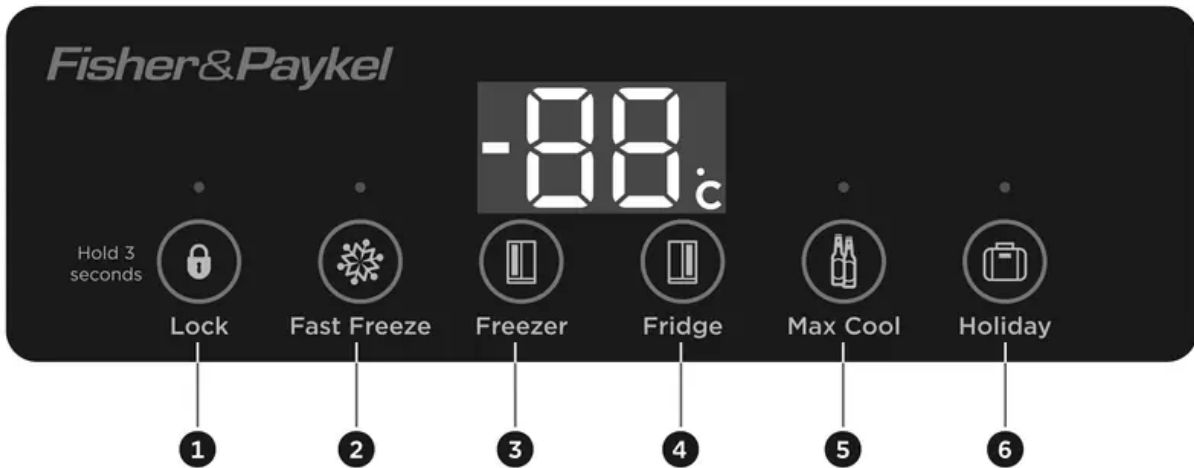 Fisher&Paykel
-88°C
Hold 3
seconds
Lock
Fast Freeze
Freezer
Fridge
Max Cool
Holiday
1
2
3
4
5
6